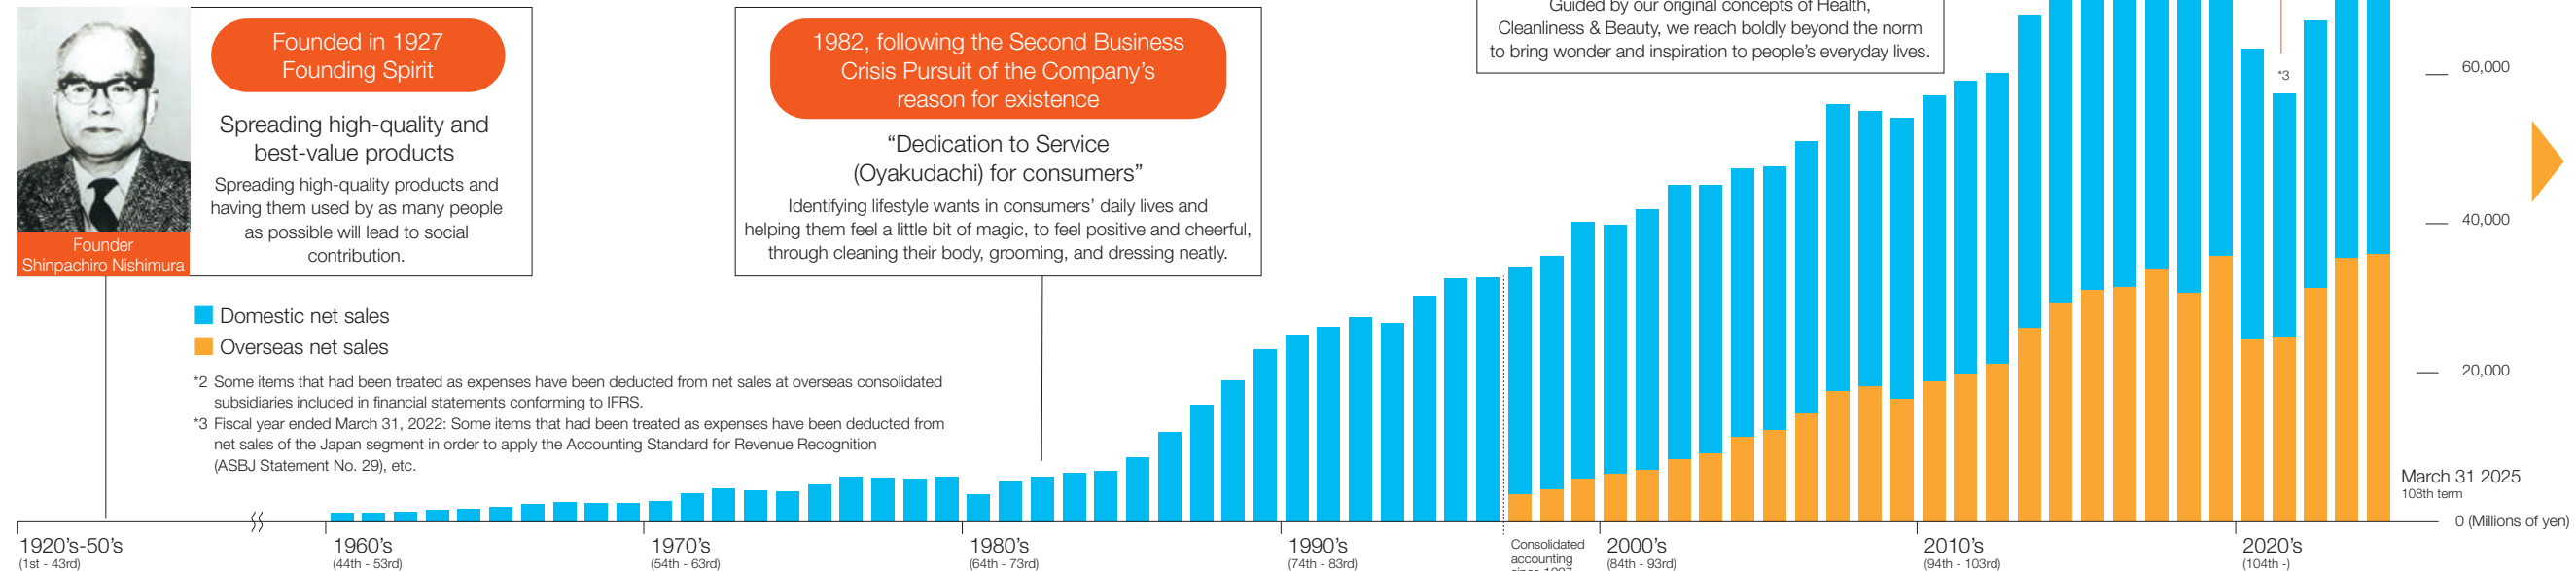 Founded in 1927
Founding Spirit
Spreading high-quality and
best-value products
Spreading high-quality products and
having them used by as many people
as possible will lead to social
contribution.
Founder
Shinpachiro Nishimura
1982, following the Second Business
Crisis Pursuit of the Company's
reason for existence
“Dedication to Service
(Oyakudachi) for consumers”
Identifying lifestyle wants in consumers' daily lives and
helping them feel a little bit of magic, to feel positive and cheerful,
through cleaning their body, grooming, and dressing neatly.
Guided by our original concepts of Health,
Cleanliness & Beauty, we reach boldly beyond the norm
to bring wonder and inspiration to people's everyday lives.
*3
60,000
40,000
20,000
0 (Millions of yen)
Domestic net sales
Overseas net sales
*2 Some items that had been treated as expenses have been deducted from net sales at overseas consolidated
subsidiaries included in financial statements conforming to IFRS.
*3 Fiscal year ended March 31, 2022: Some items that had been treated as expenses have been deducted from
net sales of the Japan segment in order to apply the Accounting Standard for Revenue Recognition
(ASBJ Statement No. 29), etc.
March 31 2025
108th term
1920's-50's
(1st - 43rd)
1960's
(44th - 53rd)
1970's
(54th - 63rd)
1980's
(64th - 73rd)
1990's
(74th - 83rd)
Consolidated
accounting
since 1997
2000's
(84th - 93rd)
2010's
(94th - 103rd)
2020's
(104th -)